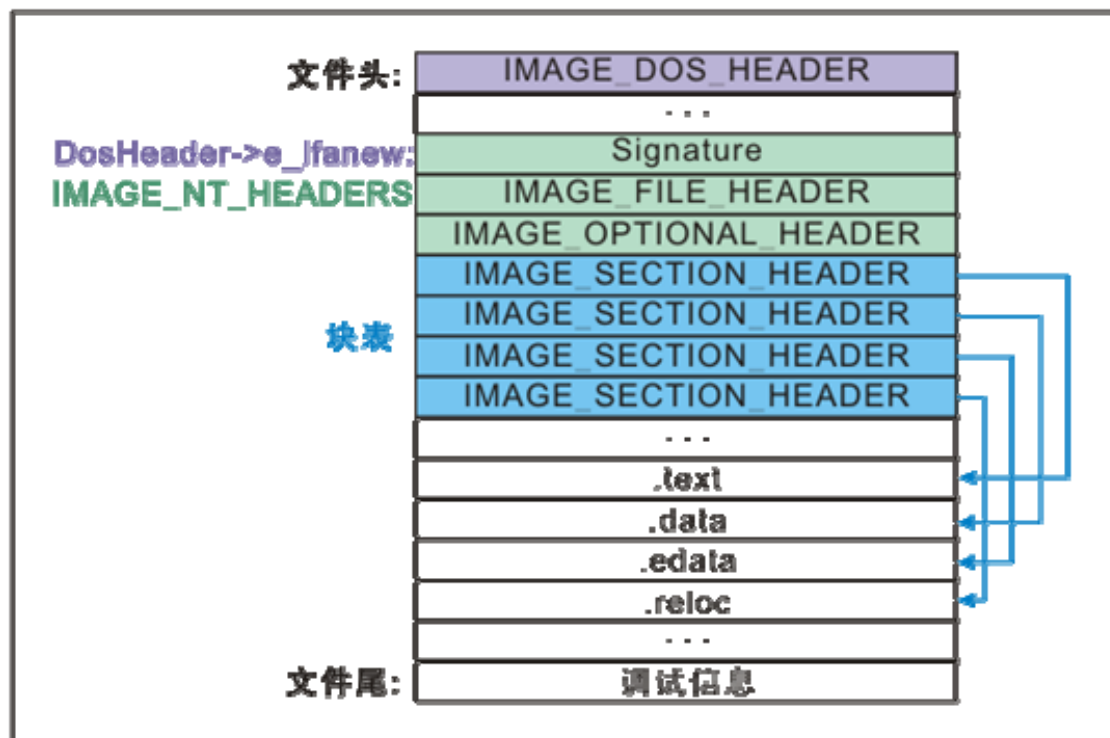 文件头: IMAGE_DOS_HEADER
...
DosHeader->e_lfanew: Signature
IMAGE_NT_HEADERS IMAGE_FILE_HEADER
IMAGE_OPTIONAL_HEADER
IMAGE_SECTION_HEADER
IMAGE_SECTION_HEADER
块表
IMAGE_SECTION_HEADER
IMAGE_SECTION_HEADER
...
.text
.data
.edata
.reloc
...
文件尾: 调试信息